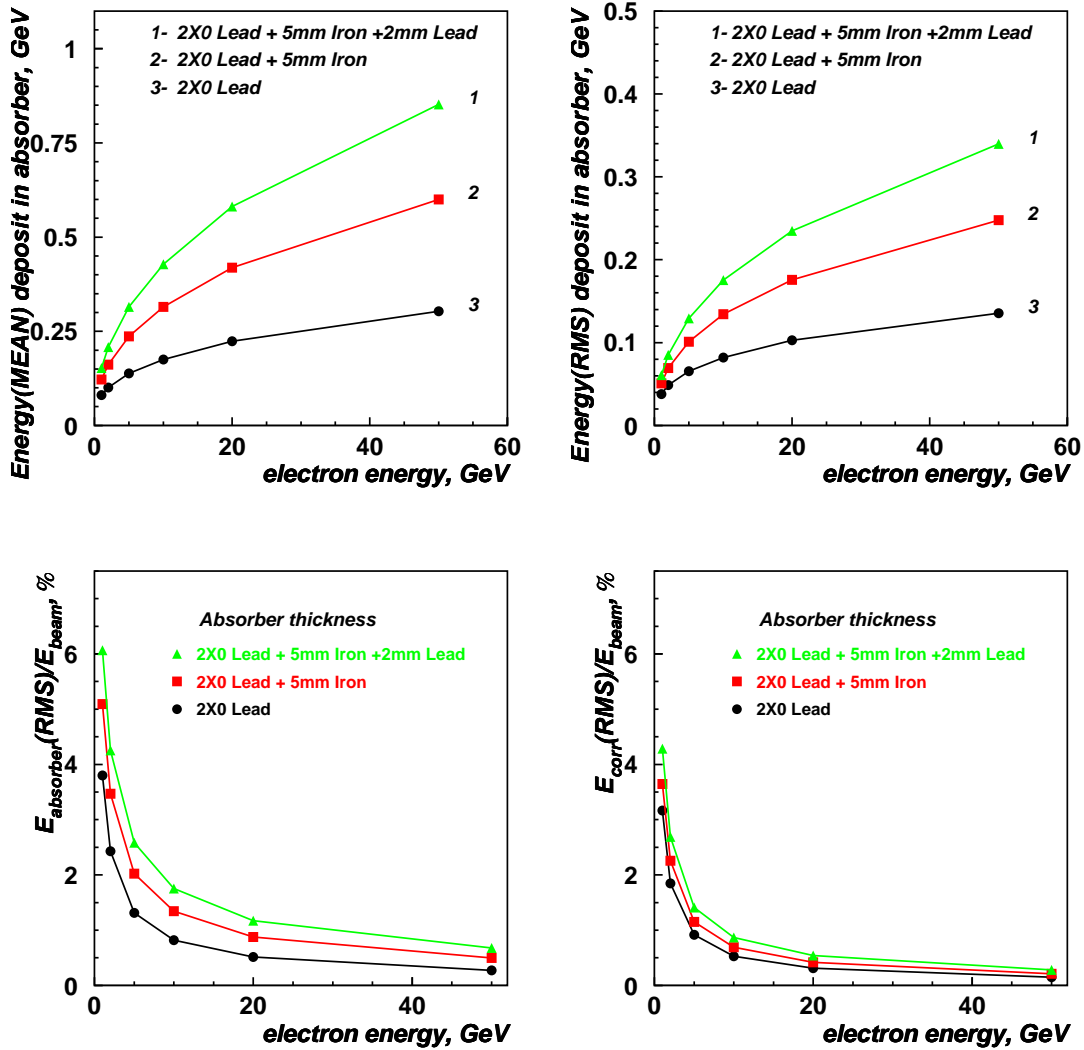 Energy(MEAN) deposit in absorber, GeV
1- 2X0 Lead + 5mm Iron +2mm Lead
2- 2X0 Lead + 5mm Iron
3- 2X0 Lead
1
0.75
0.5
0.25
0
1
2
3
0 20 40 60
electron energy, GeV
Energy(RMS) deposit in absorber, GeV
1- 2X0 Lead + 5mm Iron +2mm Lead
2- 2X0 Lead + 5mm Iron
3- 2X0 Lead
0.5
0.4
0.3
0.2
0.1
0
1
2
3
0 20 40 60
electron energy, GeV
E_absorber(RMS)/E_beam, %
Absorber thickness
2X0 Lead + 5mm Iron +2mm Lead
2X0 Lead + 5mm Iron
2X0 Lead
6
4
2
0
0 20 40
electron energy, GeV
E_corr(RMS)/E_beam, %
Absorber thickness
2X0 Lead + 5mm Iron +2mm Lead
2X0 Lead + 5mm Iron
2X0 Lead
6
4
2
0
0 20 40
electron energy, GeV